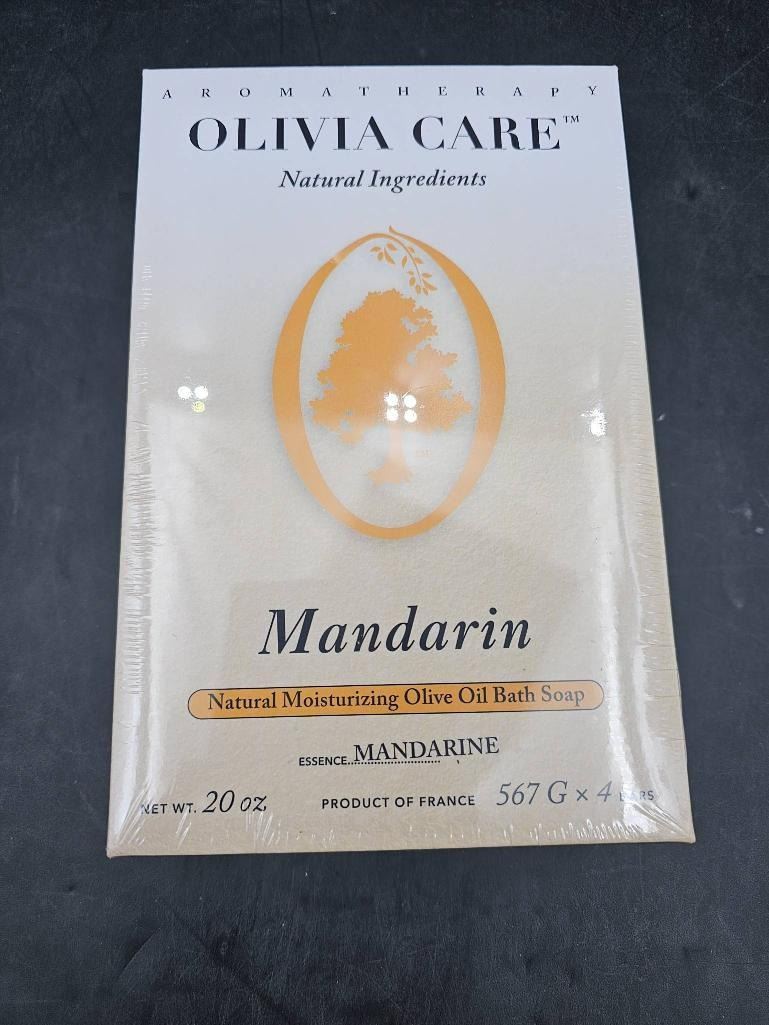 AROMATHERAPY
OLIVIA CARE™
Natural Ingredients
Mandarin
Natural Moisturizing Olive Oil Bath Soap
ESSENCE..MANDARINE
NET WT. 20 oz, PRODUCT OF FRANCE 567 G × 4 BARS